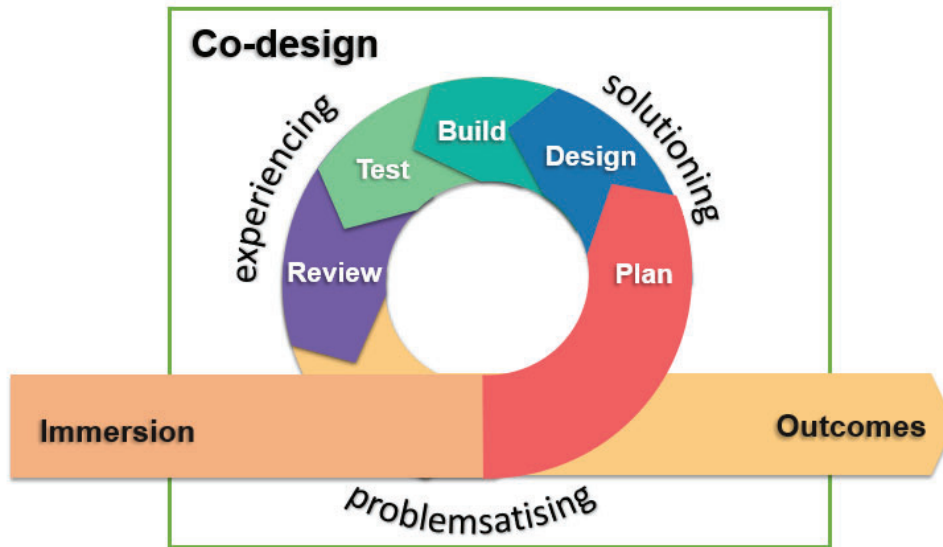 Co-design
experiencing
solutioning
Build
Test
Design
Review
Plan
Immersion
Outcomes
problemsatising